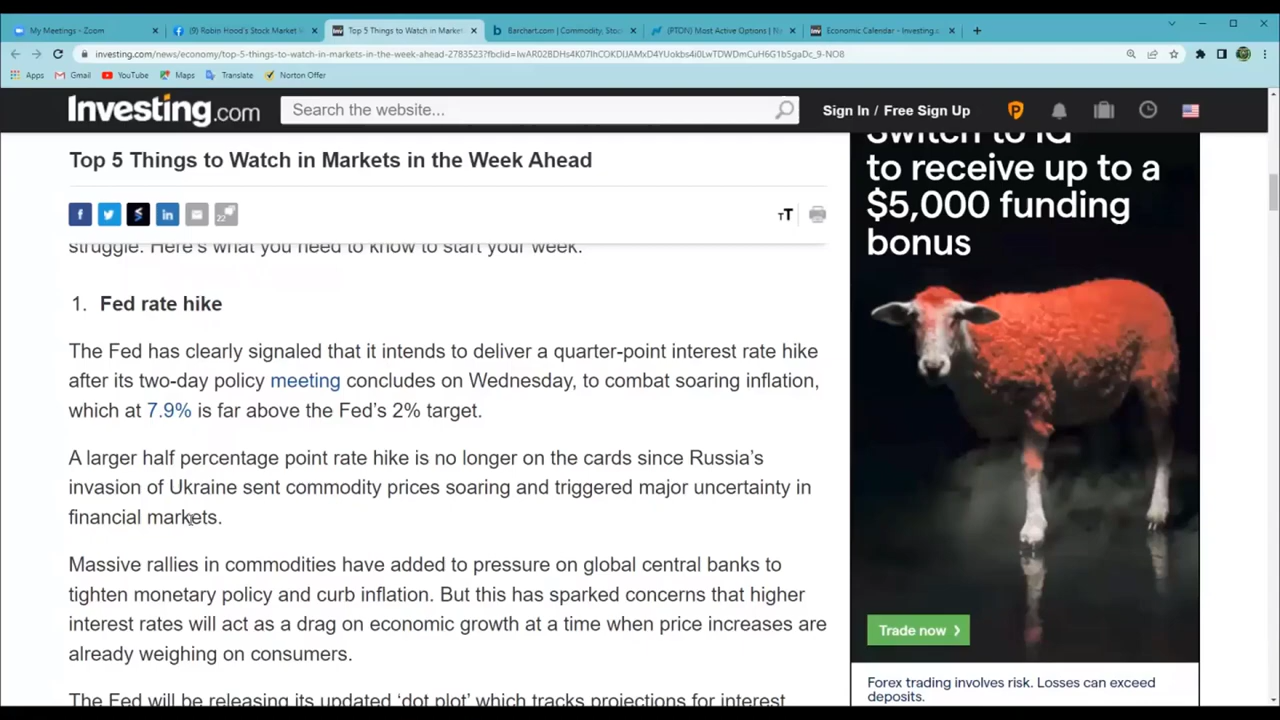 My Meetings - Zoom
(9) Robin Hood's Stock Market
Top 5 Things to Watch in Markets in
Barchart.com | Commodity, Stoc
(PTON) Most Active Options | N
Economic Calendar - Investing.c
investing.com/news/economy/top-5-things-to-watch-in-markets-in-the-week-ahead-2783523?fbclid=
Apps
Gmail
YouTube
Maps
Translate
Norton Offer
Investing.com
Search the website...
Sign In / Free Sign Up
Top 5 Things to Watch in Markets in the Week Ahead
22
TT
struggle. Here's what you need to know to start your week.
1. Fed rate hike
The Fed has clearly signaled that it intends to deliver a quarter-point interest rate hike
after its two-day policy meeting concludes on Wednesday, to combat soaring inflation,
which at 7.9% is far above the Fed’s 2% target.
A larger half percentage point rate hike is no longer on the cards since Russia’s
invasion of Ukraine sent commodity prices soaring and triggered major uncertainty in
financial markets.
Massive rallies in commodities have added to pressure on global central banks to
tighten monetary policy and curb inflation. But this has sparked concerns that higher
interest rates will act as a drag on economic growth at a time when price increases are
already weighing on consumers.
The Fed will be releasing its updated ‘dot plot’ which tracks projections for interest
Switch to IG
to receive up to a
$5,000 funding
bonus
Trade now
Forex trading involves risk. Losses can exceed
deposits.